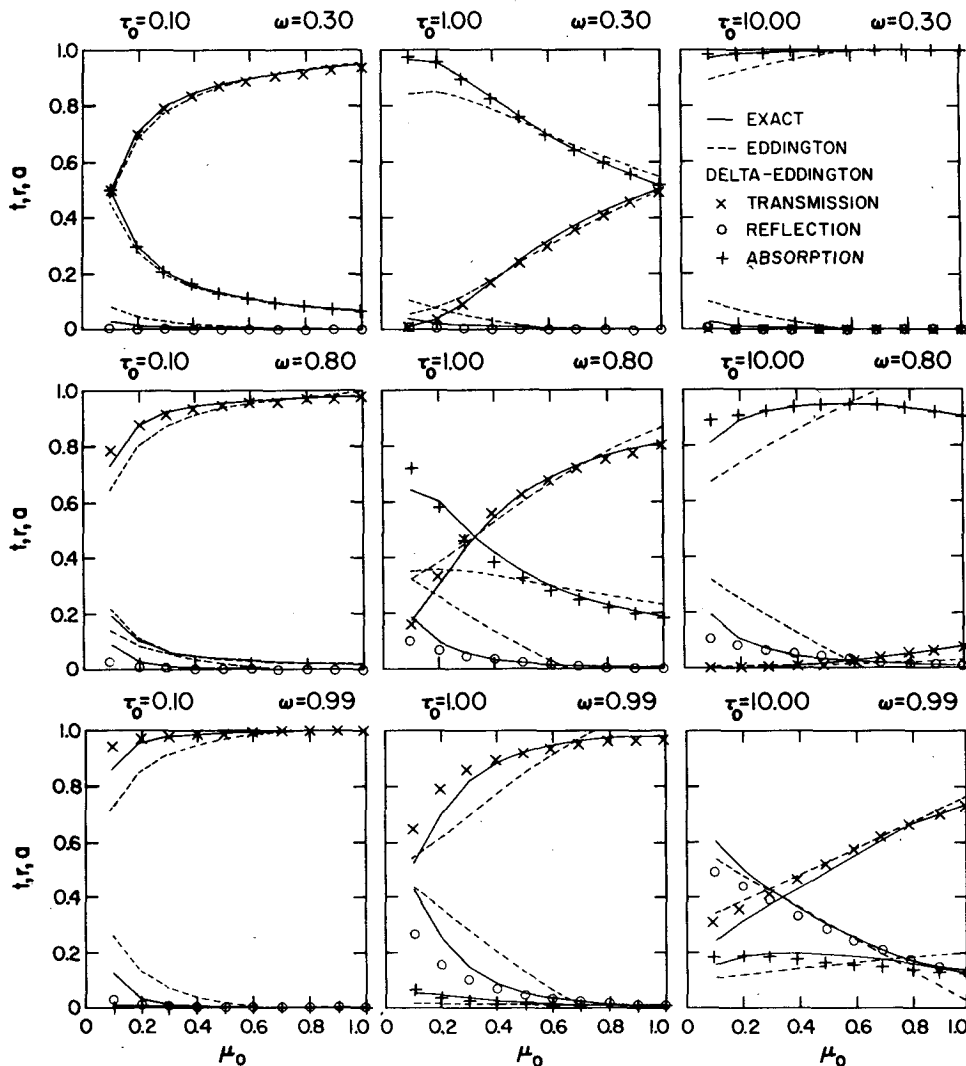 τ₀=0.10 ω=0.30 τ₀=1.00 ω=0.30 τ₀=10.00 ω=0.30
1.0
0.8
0.6
0.4
0.2
0
t,r,a
EXACT
EDDINGTON
DELTA-EDDINGTON
× TRANSMISSION
o REFLECTION
+ ABSORPTION
τ₀=0.10 ω=0.80 τ₀=1.00 ω=0.80 τ₀=10.00 ω=0.80
1.0
0.8
0.6
0.4
0.2
0
t,r,a
τ₀=0.10 ω=0.99 τ₀=1.00 ω=0.99 τ₀=10.00 ω=0.99
1.0
0.8
0.6
0.4
0.2
0
t,r,a
0 0.2 0.4 0.6 0.8 1.0 0.2 0.4 0.6 0.8 1.0 0.2 0.4 0.6 0.8 1.0
μ₀ μ₀ μ₀